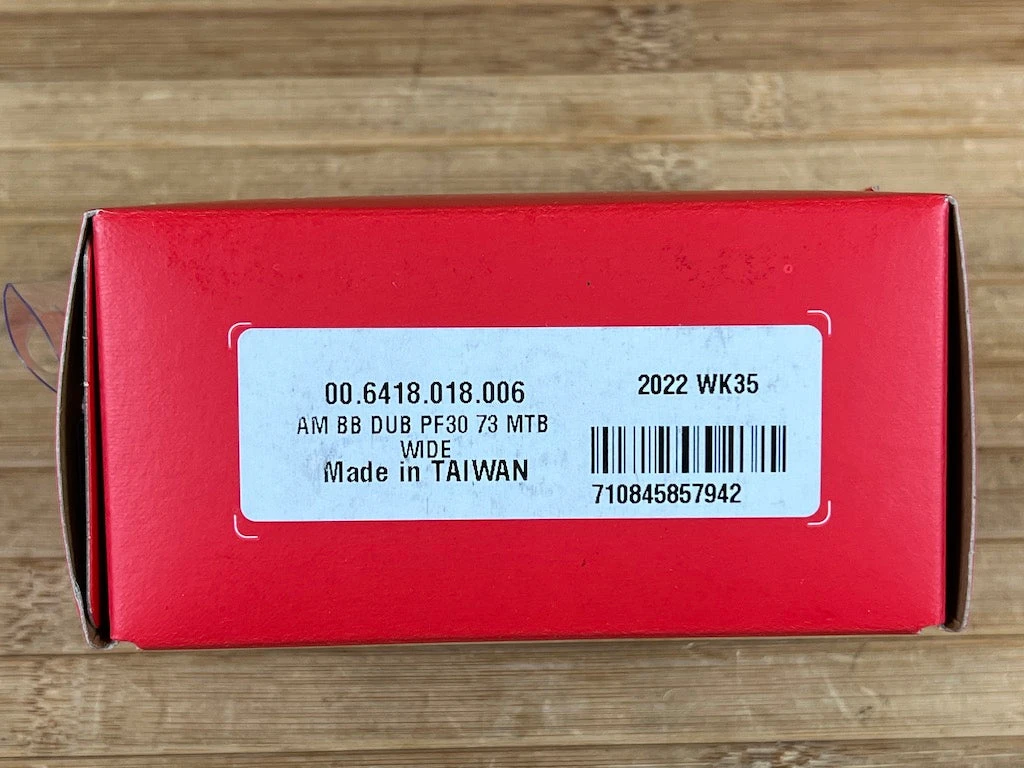 00.6418.018.006
AM BB DUB PF30 73 MTB
WIDE
Made in TAIWAN
2022 WK35
710845857942